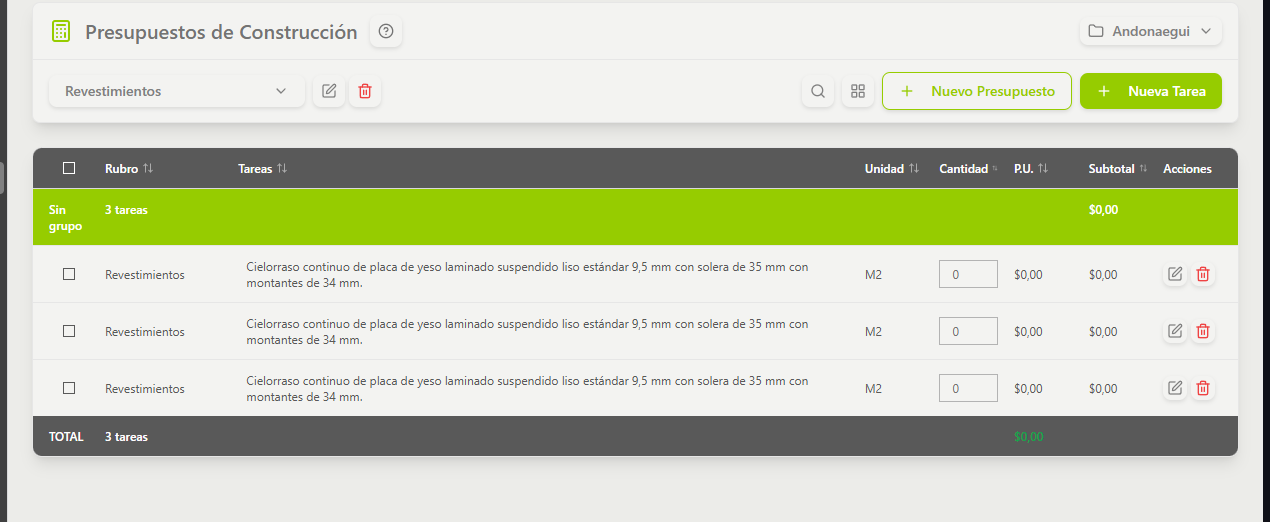 Presupuestos de Construcción
Andonaegui
Revestimientos
Nuevo Presupuesto
Nueva Tarea
Rubro Tareas Unidad Cantidad P.U. Subtotal Acciones
Sin grupo 3 tareas $0,00
Revestimientos Cielorraso continuo de placa de yeso laminado suspendido liso estándar 9,5 mm con solera de 35 mm con
montantes de 34 mm. M2 0 $0,00 $0,00
Revestimientos Cielorraso continuo de placa de yeso laminado suspendido liso estándar 9,5 mm con solera de 35 mm con
montantes de 34 mm. M2 0 $0,00 $0,00
Revestimientos Cielorraso continuo de placa de yeso laminado suspendido liso estándar 9,5 mm con solera de 35 mm con
montantes de 34 mm. M2 0 $0,00 $0,00
TOTAL 3 tareas $0,00